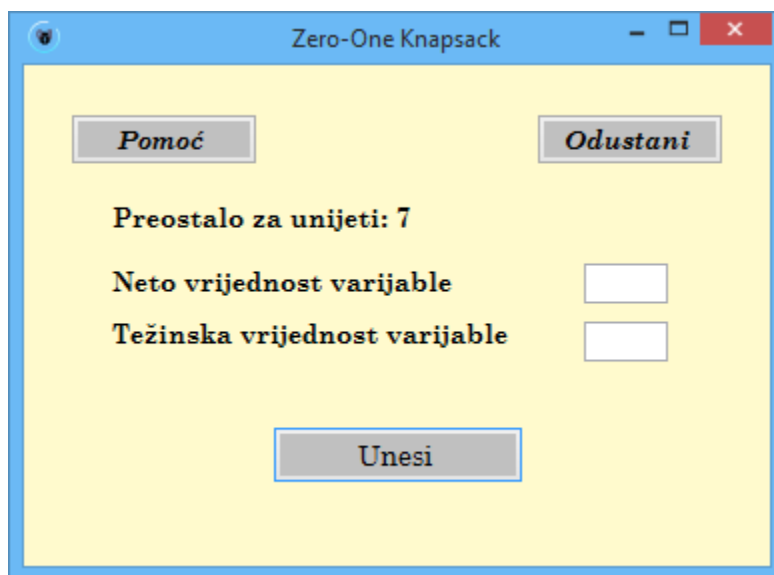 Zero-One Knapsack
Pomoć
Odustani
Preostalo za unijeti: 7
Neto vrijednost varijable
Težinska vrijednost varijable
Unesi